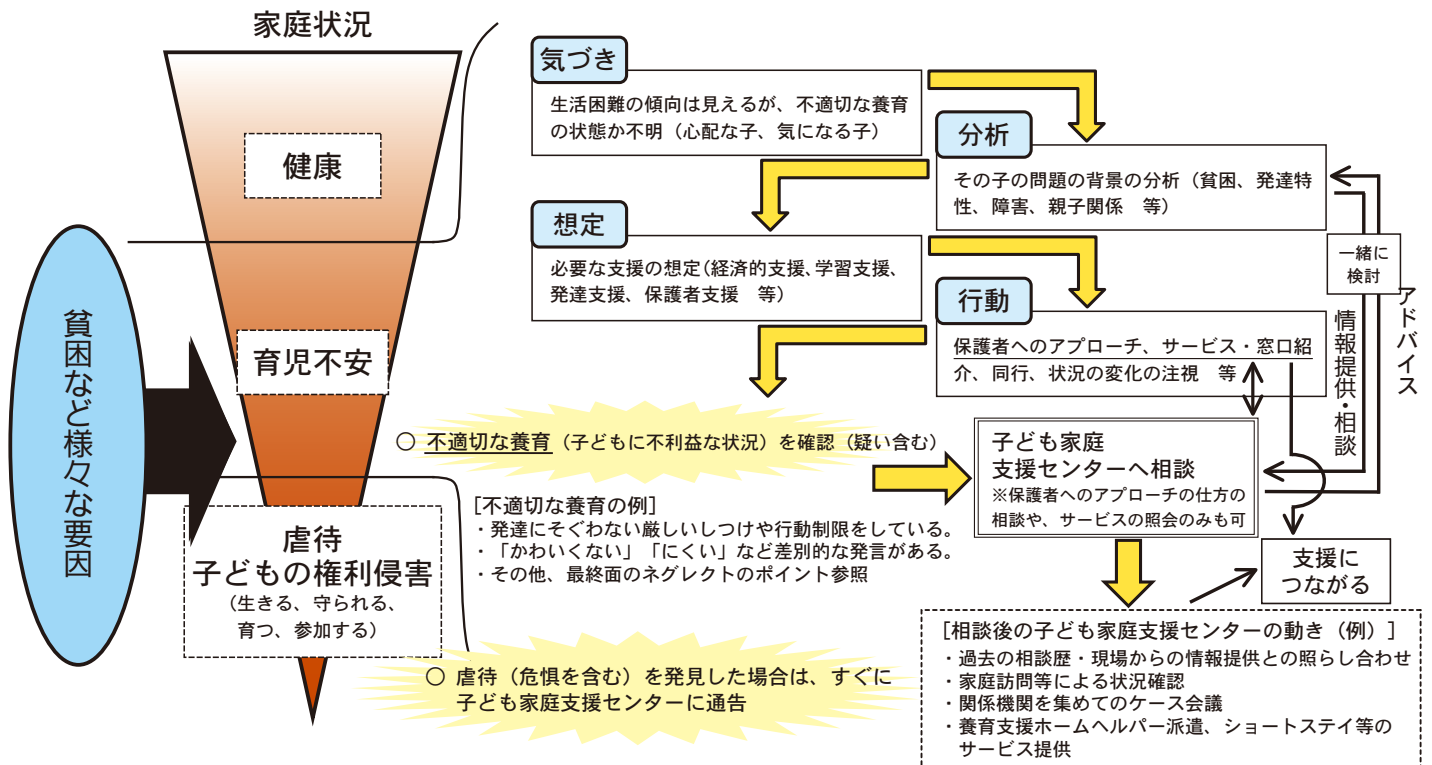 家庭状況
健康
育児不安
虐待
子どもの権利侵害
(生きる、守られる、
育つ、参加する)
貧困など様々な要因
気づき
生活困難の傾向は見えるが、不適切な養育
の状態か不明（心配な子、気になる子）
分析
その子の問題の背景の分析（貧困、発達特
性、障害、親子関係　等）
想定
必要な支援の想定(経済的支援、学習支援、
発達支援、保護者支援　等）
行動
保護者へのアプローチ、サービス・窓口紹
介、同行、状況の変化の注視　等
一緒に
検討
情報提供・相談
アドバイス
○ 不適切な養育（子どもに不利益な状況）を確認（疑い含む）
［不適切な養育の例］
・発達にそぐわない厳しいしつけや行動制限をしている。
・「かわいくない」「にくい」など差別的な発言がある。
・その他、最終面のネグレクトのポイント参照
子ども家庭
支援センターへ相談
※保護者へのアプローチの仕方の
相談や、サービスの照会のみも可
支援に
つながる
○ 虐待（危惧を含む）を発見した場合は、すぐに
子ども家庭支援センターに通告
［相談後の子ども家庭支援センターの動き（例）］
・過去の相談歴・現場からの情報提供との照らし合わせ
・家庭訪問等による状況確認
・関係機関を集めてのケース会議
・養育支援ホームヘルパー派遣、ショートステイ等の
サービス提供